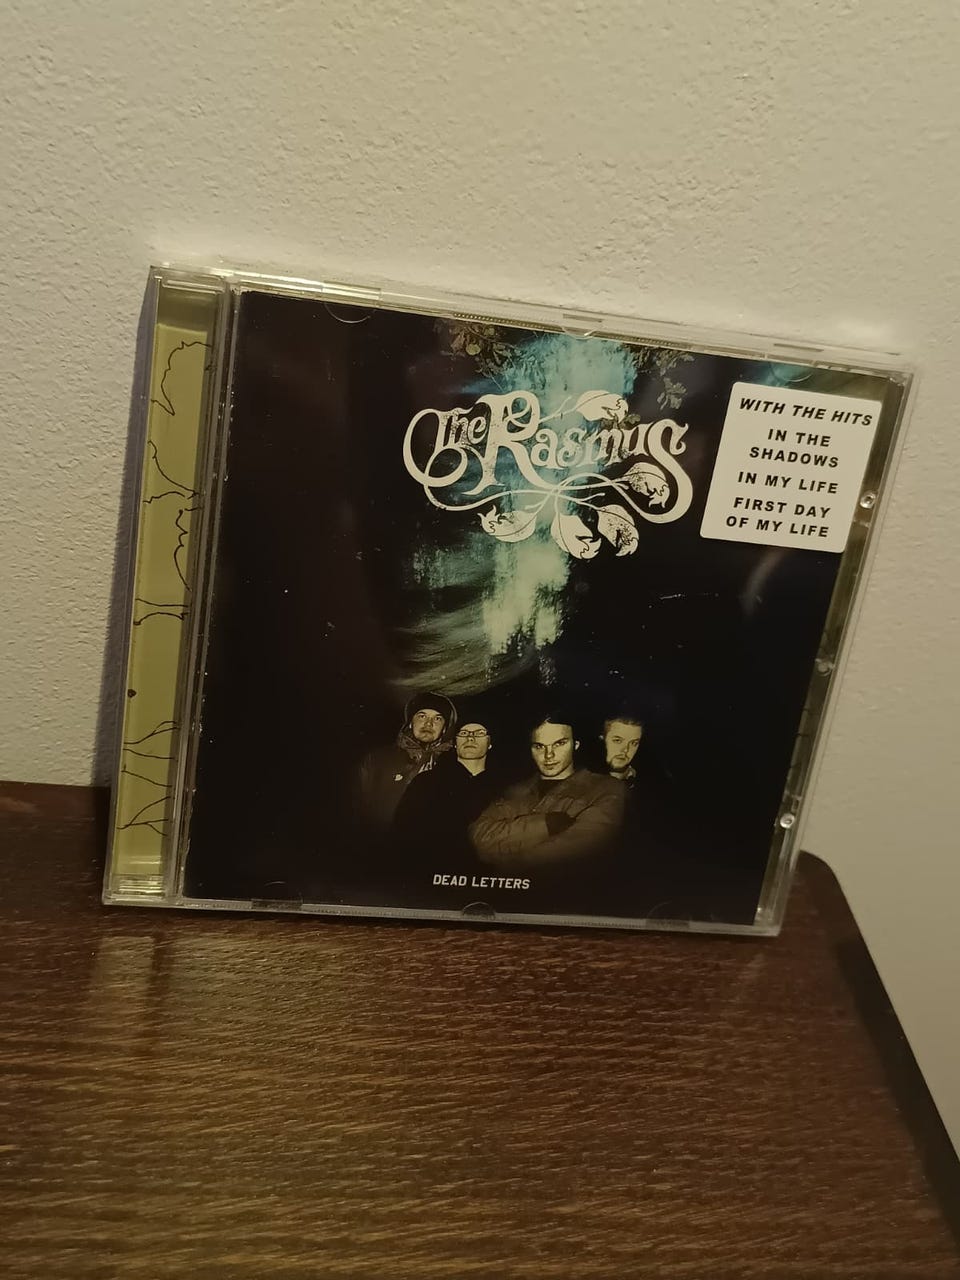 The Rasmus
WITH THE HITS
IN THE
SHADOWS
IN MY LIFE
FIRST DAY
OF MY LIFE
DEAD LETTERS